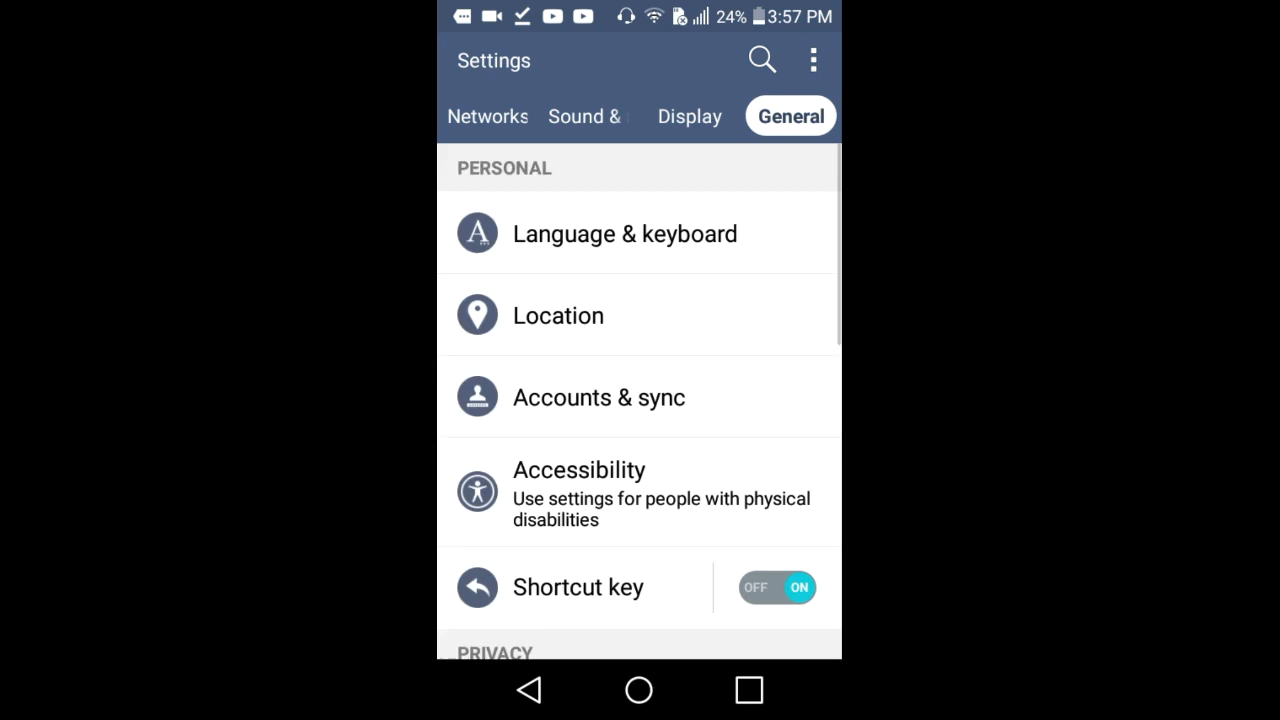 24% 3:57 PM
Settings
Networks Sound & Display General
PERSONAL
Language & keyboard
Location
Accounts & sync
Accessibility
Use settings for people with physical
disabilities
Shortcut key OFF ON
PRIVACY